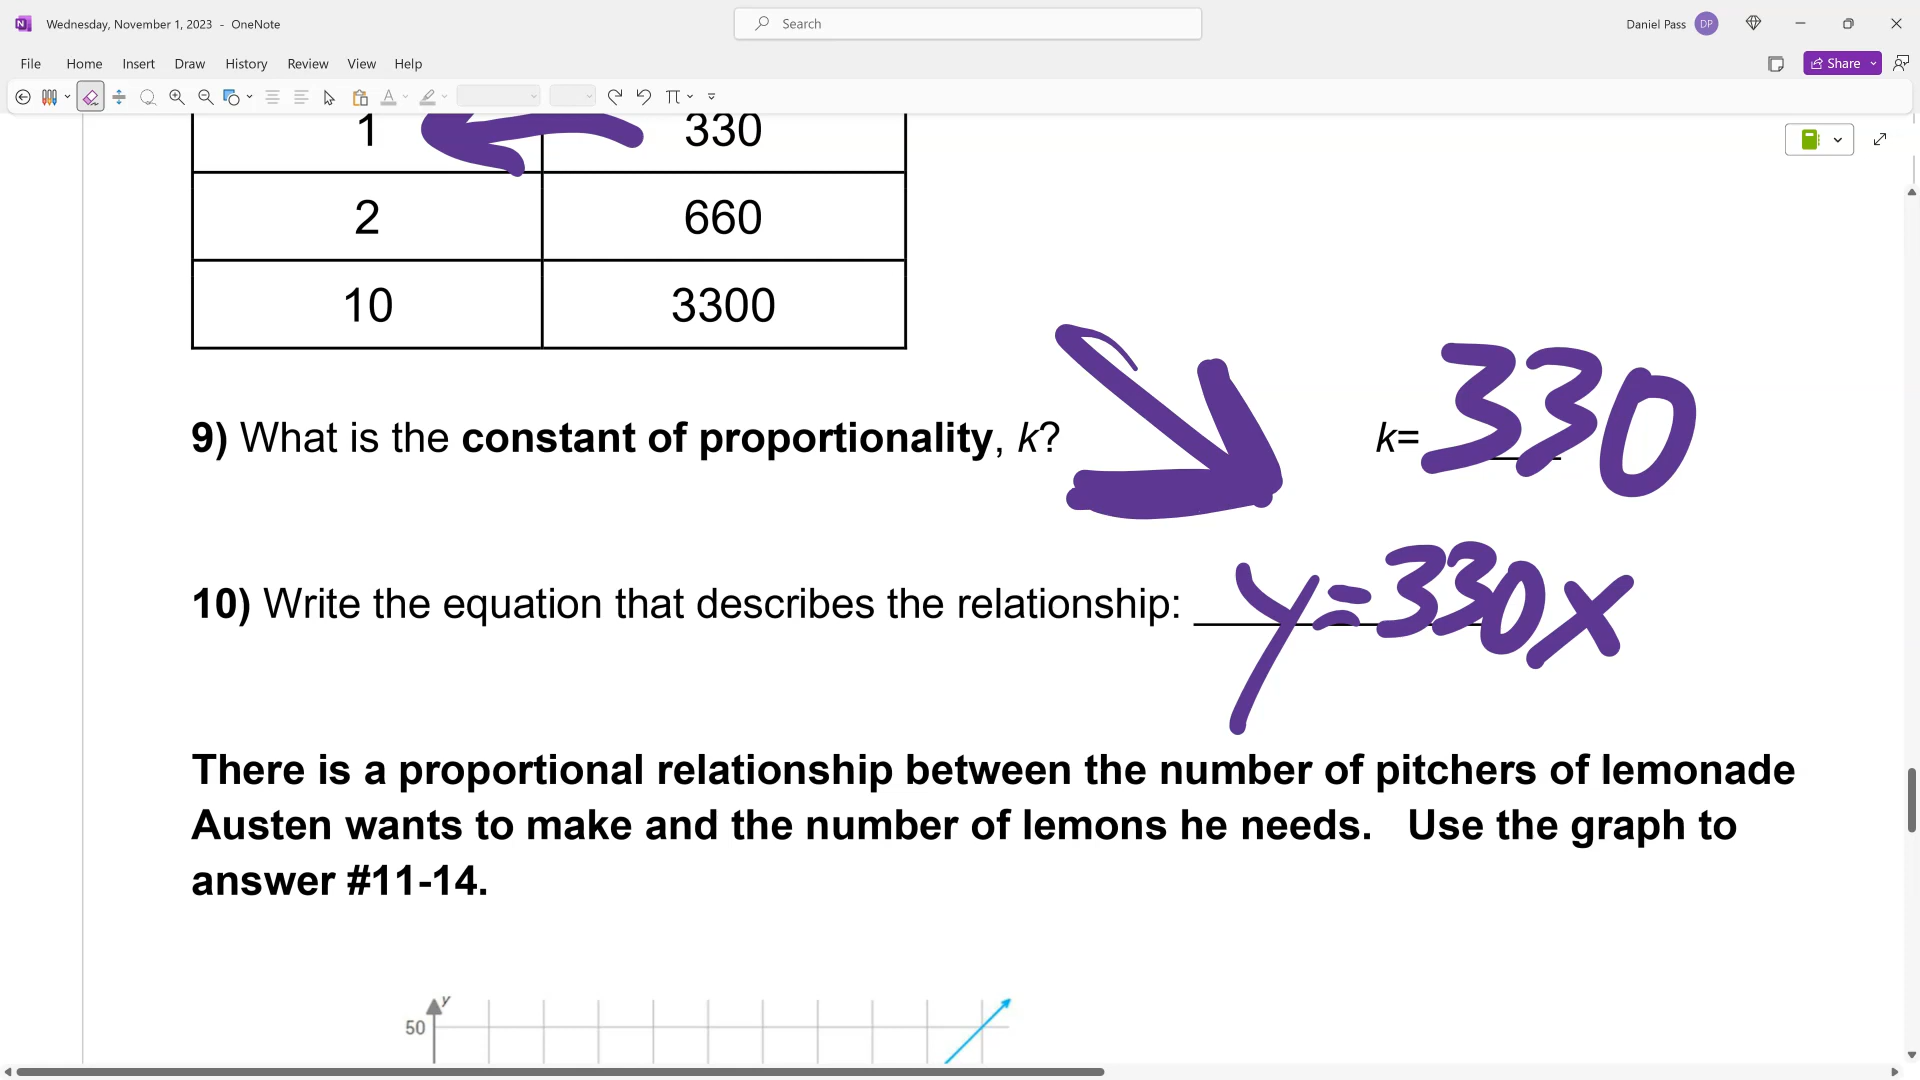 Wednesday, November 1, 2023 - OneNote
Search
Daniel Pass DP
File Home Insert Draw History Review View Help
Share
1 330
2 660
10 3300
9) What is the constant of proportionality, k? k= 330
10) Write the equation that describes the relationship: y=330x
There is a proportional relationship between the number of pitchers of lemonade
Austen wants to make and the number of lemons he needs. Use the graph to
answer #11-14.
y
50